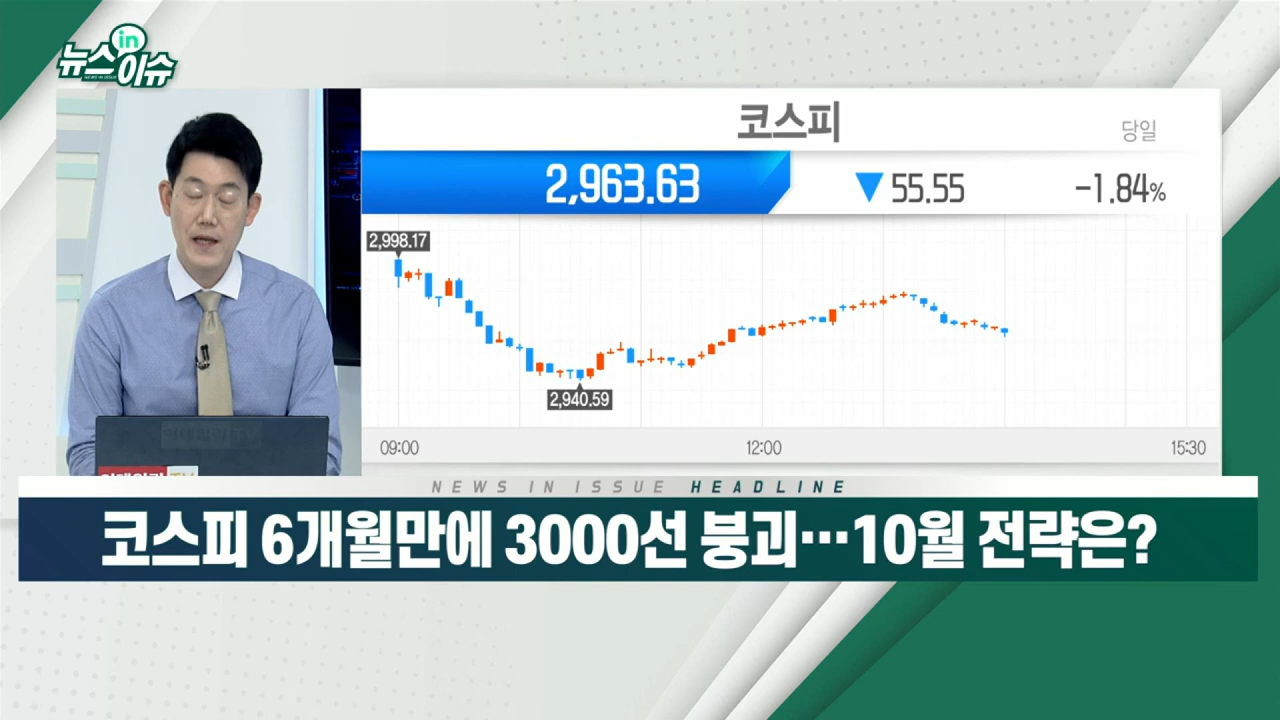 뉴스in이슈
코스피
당일
2,963.63 ▼55.55 -1.84%
2,998.17
2,940.59
09:00 12:00 15:30
NEWS IN ISSUE HEADLINE
코스피 6개월만에 3000선 붕괴…10월 전략은?